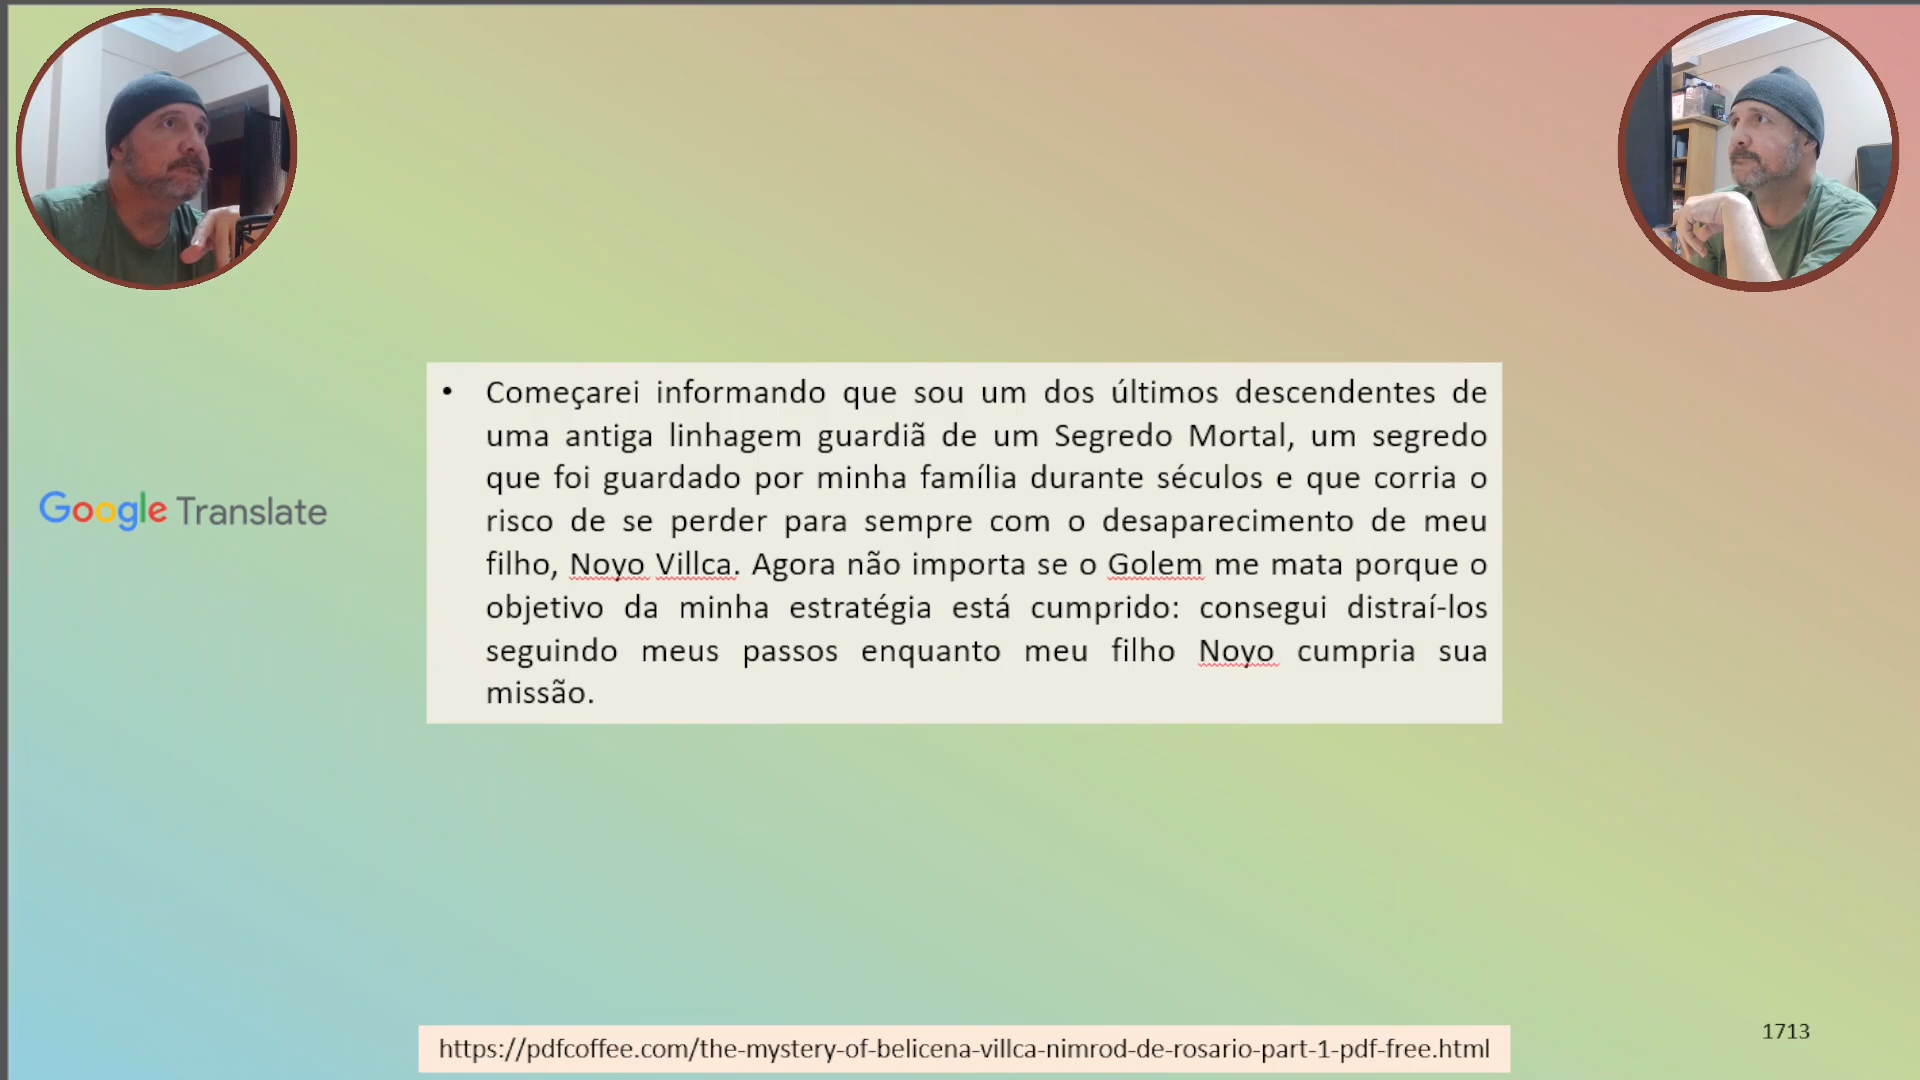 • Começarei informando que sou um dos últimos descendentes de
uma antiga linhagem guardiã de um Segredo Mortal, um segredo
que foi guardado por minha família durante séculos e que corria o
risco de se perder para sempre com o desaparecimento de meu
filho, Noyo Villca. Agora não importa se o Golem me mata porque o
objetivo da minha estratégia está cumprido: consegui distraí-los
seguindo meus passos enquanto meu filho Noyo cumpria sua
missão.
Google Translate
https://pdfcoffee.com/the-mystery-of-belicena-villca-nimrod-de-rosario-part-1-pdf-free.html
1713